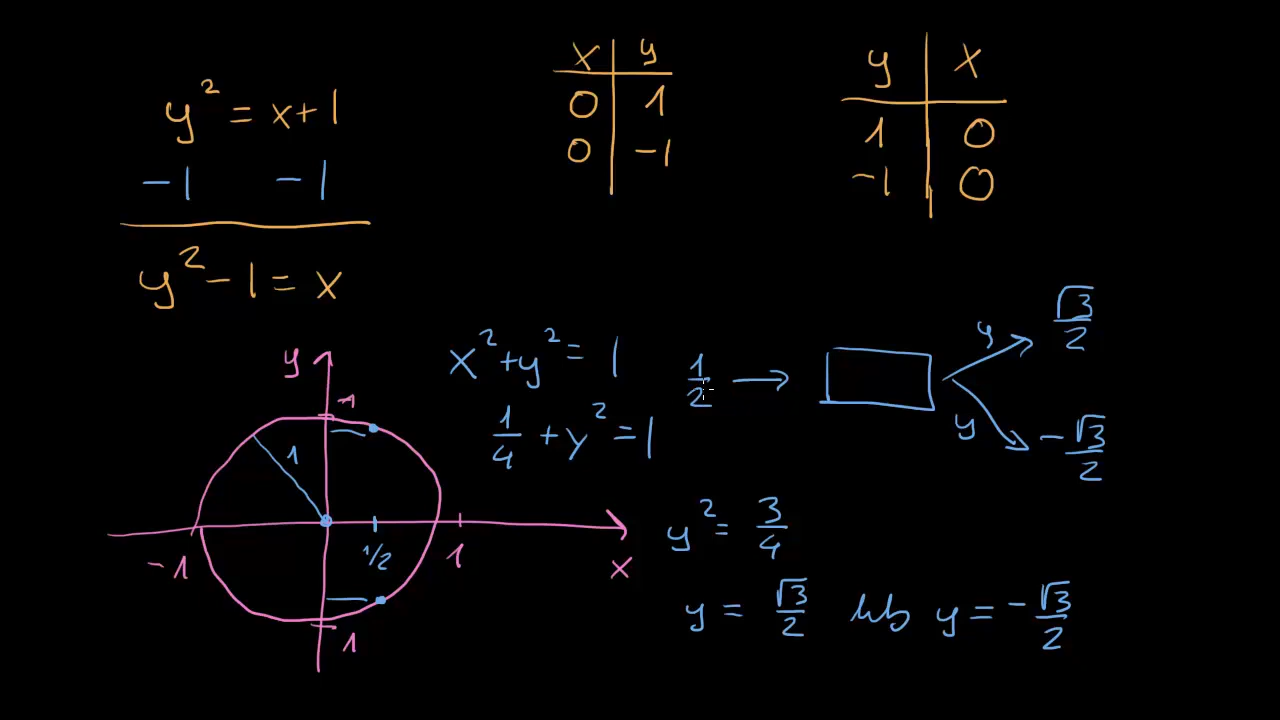 y² = x+1
-1 -1
y² - 1 = x
x y
0 1
0 -1
y x
1 0
-1 0
y
1
1
-1
1/2
1
x
1
x² + y² = 1
1/4 + y² = 1
1/2 → y √3/2
y -√3/2
y² = 3/4
y = √3/2 lub y = -√3/2